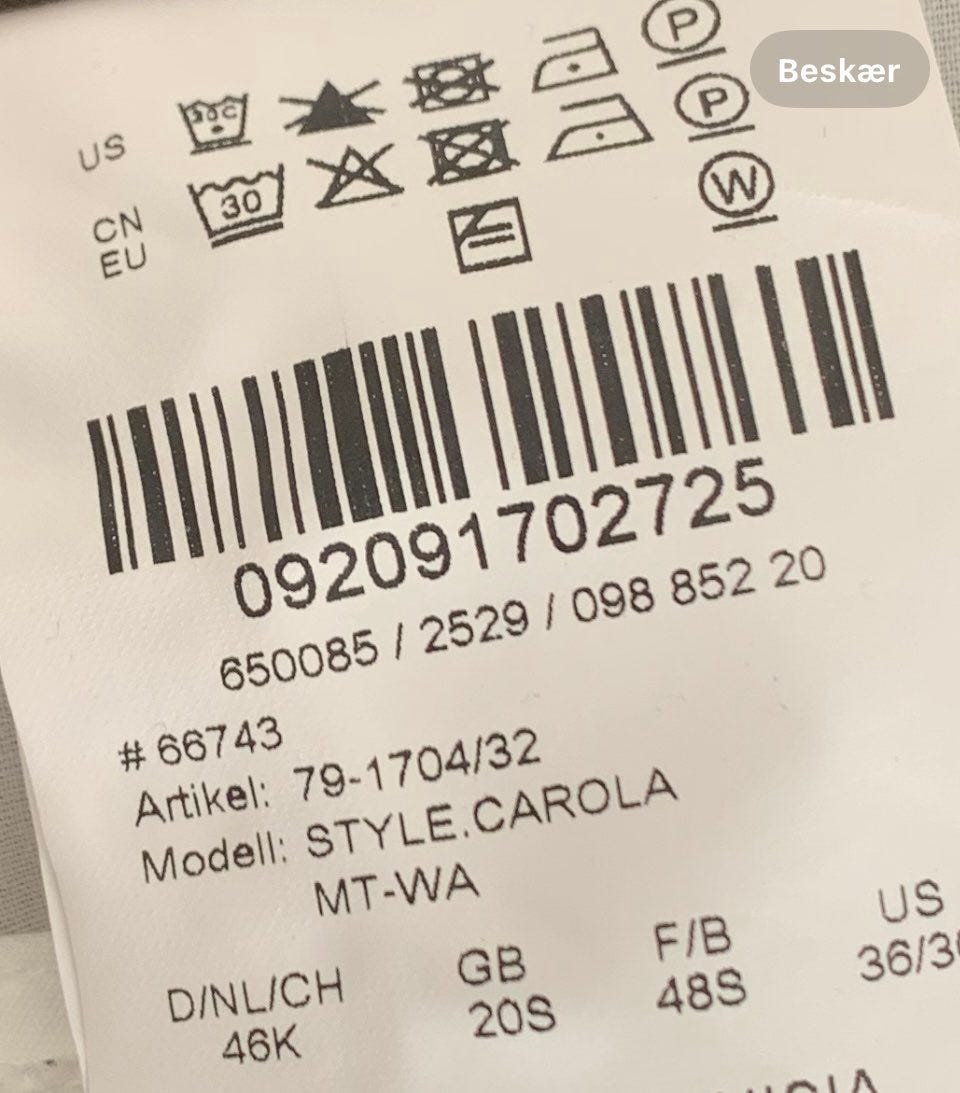 Beskær
US
30C
P
CN
EU
30
P
W
092091702725
650085 / 2529 / 098 852 20
# 66743
Artikel: 79-1704/32
Modell: STYLE.CAROLA
MT-WA
D/NL/CH GB F/B US
46K 20S 48S